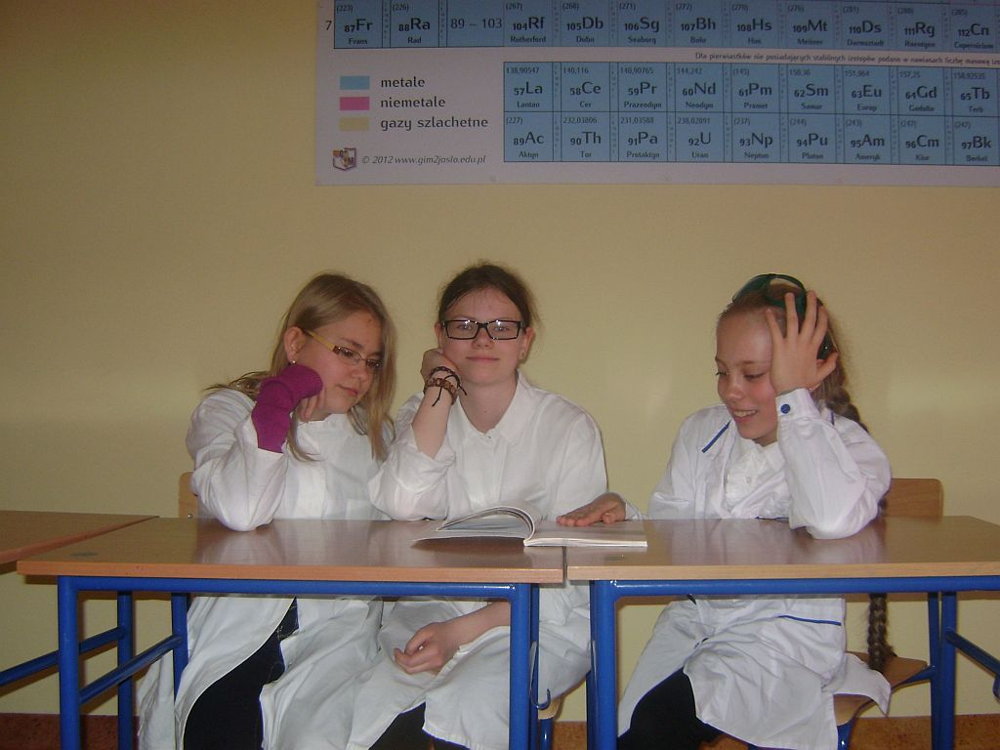 (223) (226) (267) (268) (271) (272) (270) (276) (281) (280) (285)
7 87Fr 88Ra 89 – 103 104Rf 105Db 106Sg 107Bh 108Hs 109Mt 110Ds 111Rg 112Cn
Frans Rad Rutherford Dubn Seaborg Bohr Has Meitner Darmsztadt Roentgen Copernicium
Dla pierwiastków nie posiadających stabilnych izotopów podano w nawiasach liczbę masową
138,90547 140,116 140,90765 144,242 (145) 150,36 151,964 157,25 158,92535
metale 57La 58Ce 59Pr 60Nd 61Pm 62Sm 63Eu 64Gd 65Tb
Lantan Cer Prazeodym Neodym Promet Samar Europ Gadolin Terb
niemetale
gazy szlachetne (227) 232,03806 231,03588 238,02891 (237) (244) (243) (247) (247)
89Ac 90Th 91Pa 92U 93Np 94Pu 95Am 96Cm 97Bk
Aktyn Tor Protaktyn Uran Neptun Pluton Ameryk Kiur Berkel
© 2012 www.gim2jaslo.edu.pl